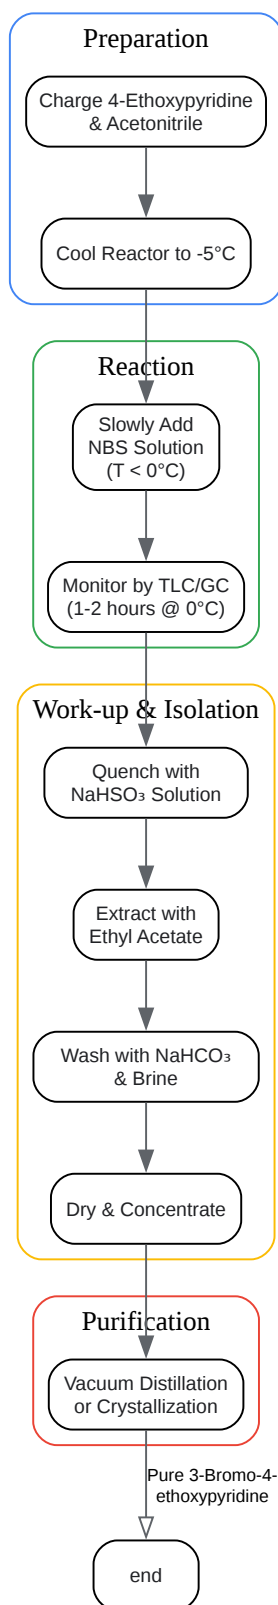 Preparation
Charge 4-Ethoxypyridine
& Acetonitrile
Cool Reactor to -5°C
Reaction
Slowly Add
NBS Solution
(T < 0°C)
Monitor by TLC/GC
(1-2 hours @ 0°C)
Work-up & Isolation
Quench with
NaHSO₃ Solution
Extract with
Ethyl Acetate
Wash with NaHCO₃
& Brine
Dry & Concentrate
Purification
Vacuum Distillation
or Crystallization
Pure 3-Bromo-4-
ethoxypyridine
end